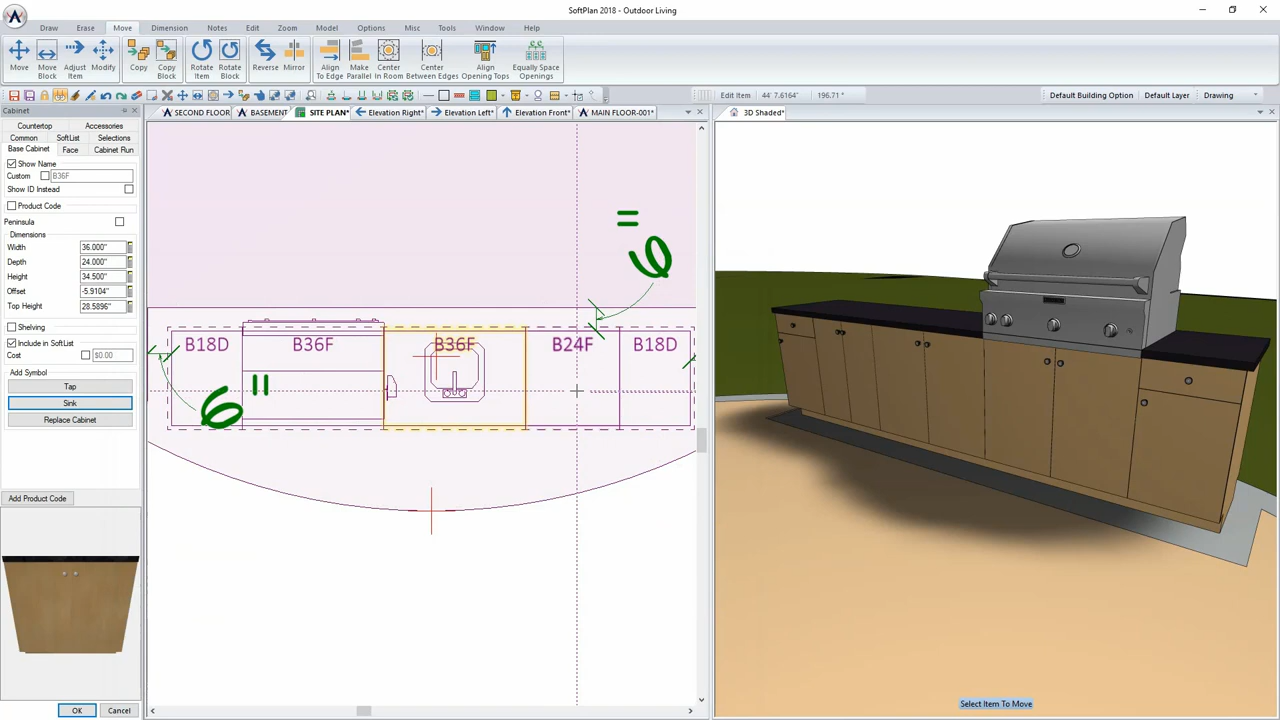 SoftPlan 2018 - Outdoor Living
Draw Erase Edit Move Dimension Notes Edit Zoom Model Options Misc Tools Window Help
Move Move Block Adjust Item Modify Copy Copy Block Rotate Item Rotate Block Reverse Mirror Align To Edge Make Parallel Center In Room Center Between Edges Align Opening Tops Equally Space Openings
Edit Item 44' 7.6164" 196.71 ° Default Building Option Default Layer Drawing
Cabinet
SECOND FLOOR BASEMENT SITE PLAN* Elevation Right* Elevation Left* Elevation Front* MAIN FLOOR-001* 3D Shaded*
Countertop Accessories
Common SoftList Selections
Base Cabinet Face Cabinet Run
Show Name
Custom B36F
Show ID Instead
Product Code
Peninsula
Dimensions
Width 36.000"
Depth 24.000"
Height 34.500"
Offset -5.9104"
Top Height 28.5896"
Shelving
Include in SoftList
Cost $0.00
Add Symbol
Tap
Sink
Replace Cabinet
Add Product Code
OK Cancel
6"
B18D B36F B36F B24F B18D
6"
Select Item To Move